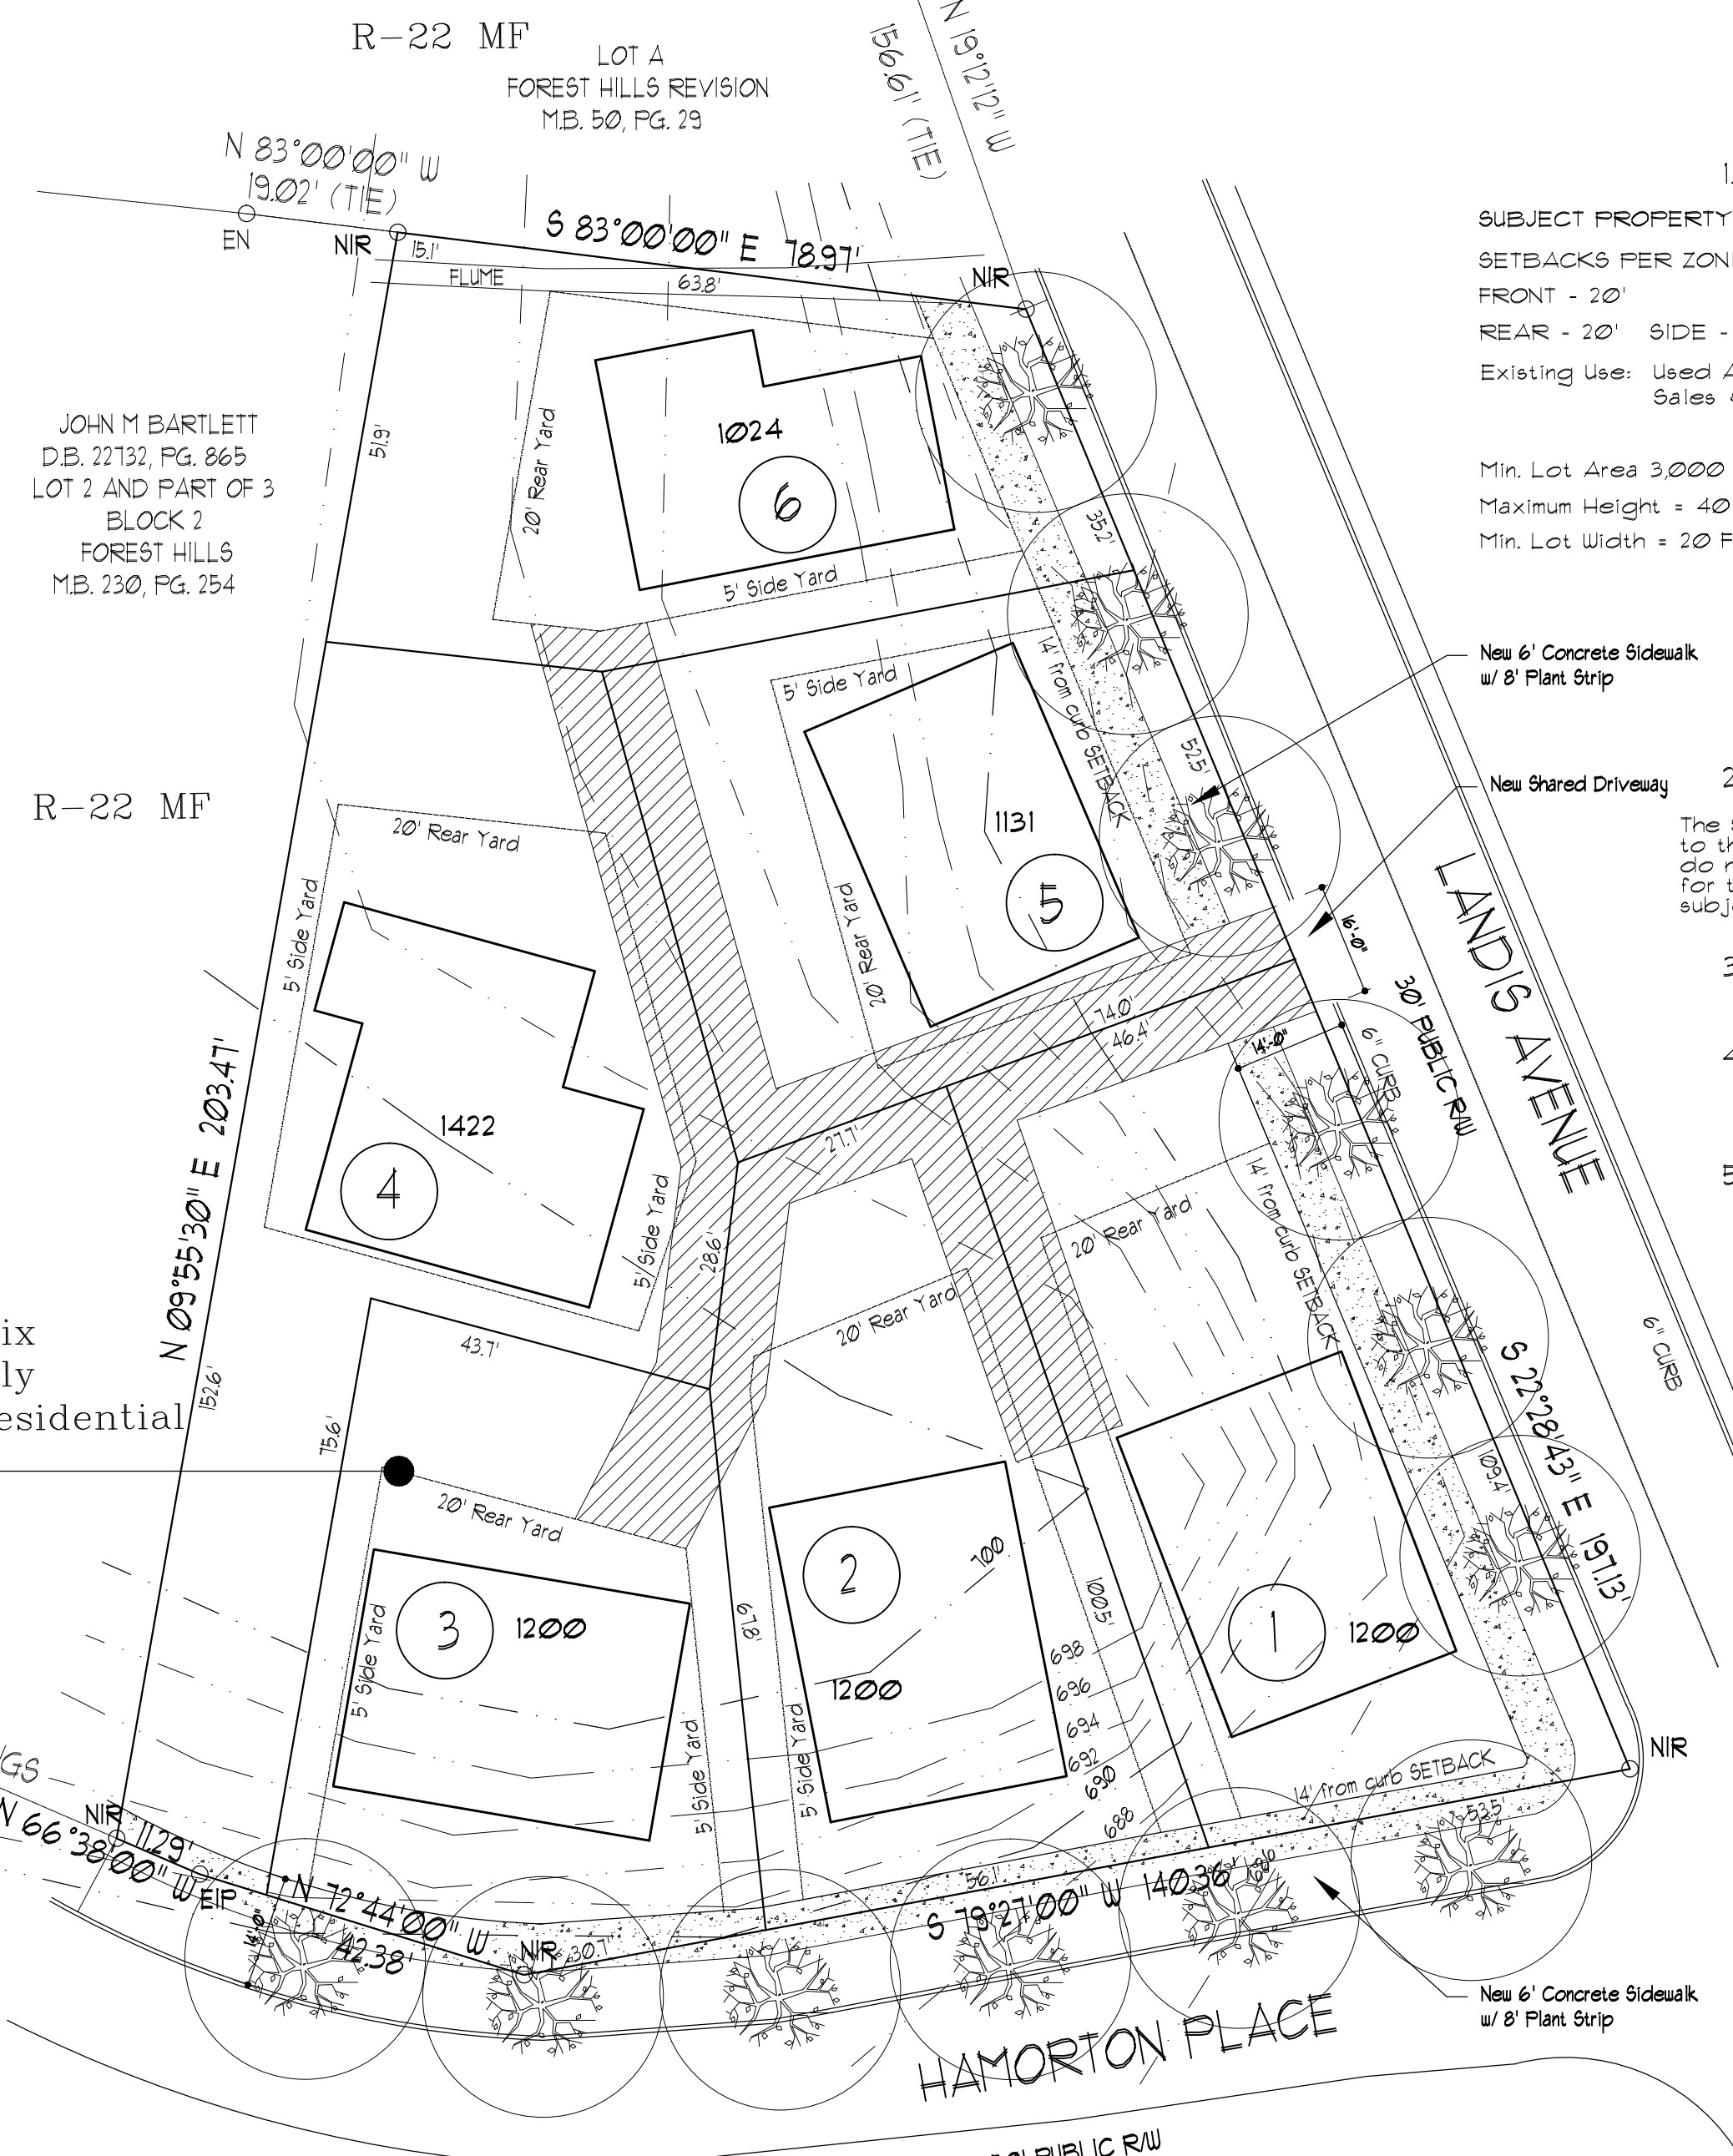 R-22 MF
LOT A
FOREST HILLS REVISION
M.B. 50, PG. 29
N 19°12'12" W
156.61' (TIE)
N 83°00'00" W
19.02' (TIE)
EN
NIR
15.1'
S 83°00'00" E 78.97'
FLUME
63.8'
NIR
SUBJECT PROPERTY
FRONT - 20'
REAR - 20' SIDE -
Existing Use: Used
Sales
Min. Lot Area 3,000
Maximum Height = 40
Min. Lot Width = 20 F
JOHN M BARTLETT
D.B. 22732, PG. 865
LOT 2 AND PART OF 3
BLOCK 2
FOREST HILLS
M.B. 230, PG. 254
51.9'
20' Rear Yard
1024
6
5' Side Yard
35.2'
New 6' Concrete Sidewalk
w/ 8' Plant Strip
5' Side Yard
14' from curb SETBACK
52.5'
New Shared Driveway
R-22 MF
20' Rear Yard
1131
5
20' Rear Yard
5' Side Yard
16'-0"
LANDIS AVENUE
30' PUBLIC R/W
6" CURB
74.0'
46.4'
14'-0"
1422
4
27.7'
5' Side Yard
28.6'
N 09°55'30" E 203.47'
20' Rear Yard
20' Rear Yard
14' from curb SETBACK
43.7'
152.6'
75.6'
6" CURB
S 22°28'43" E 197.13'
109.4'
20' Rear Yard
3
1200
5' Side Yard
5' Side Yard
2
700
1200
5' Side Yard
87.9'
100.5'
1
1200
698
696
694
692
690
688
686
14' from curb SETBACK
53.5'
NIR
NIR
11.29'
N 66°38'00" W
EIP
14'-0"
N 72°44'00" W
42.38'
NIR
30.7'
56.1'
S 79°27'00" W 140.36'
HAMORTON PLACE
New 6' Concrete Sidewalk
w/ 8' Plant Strip
PUBLIC R/W